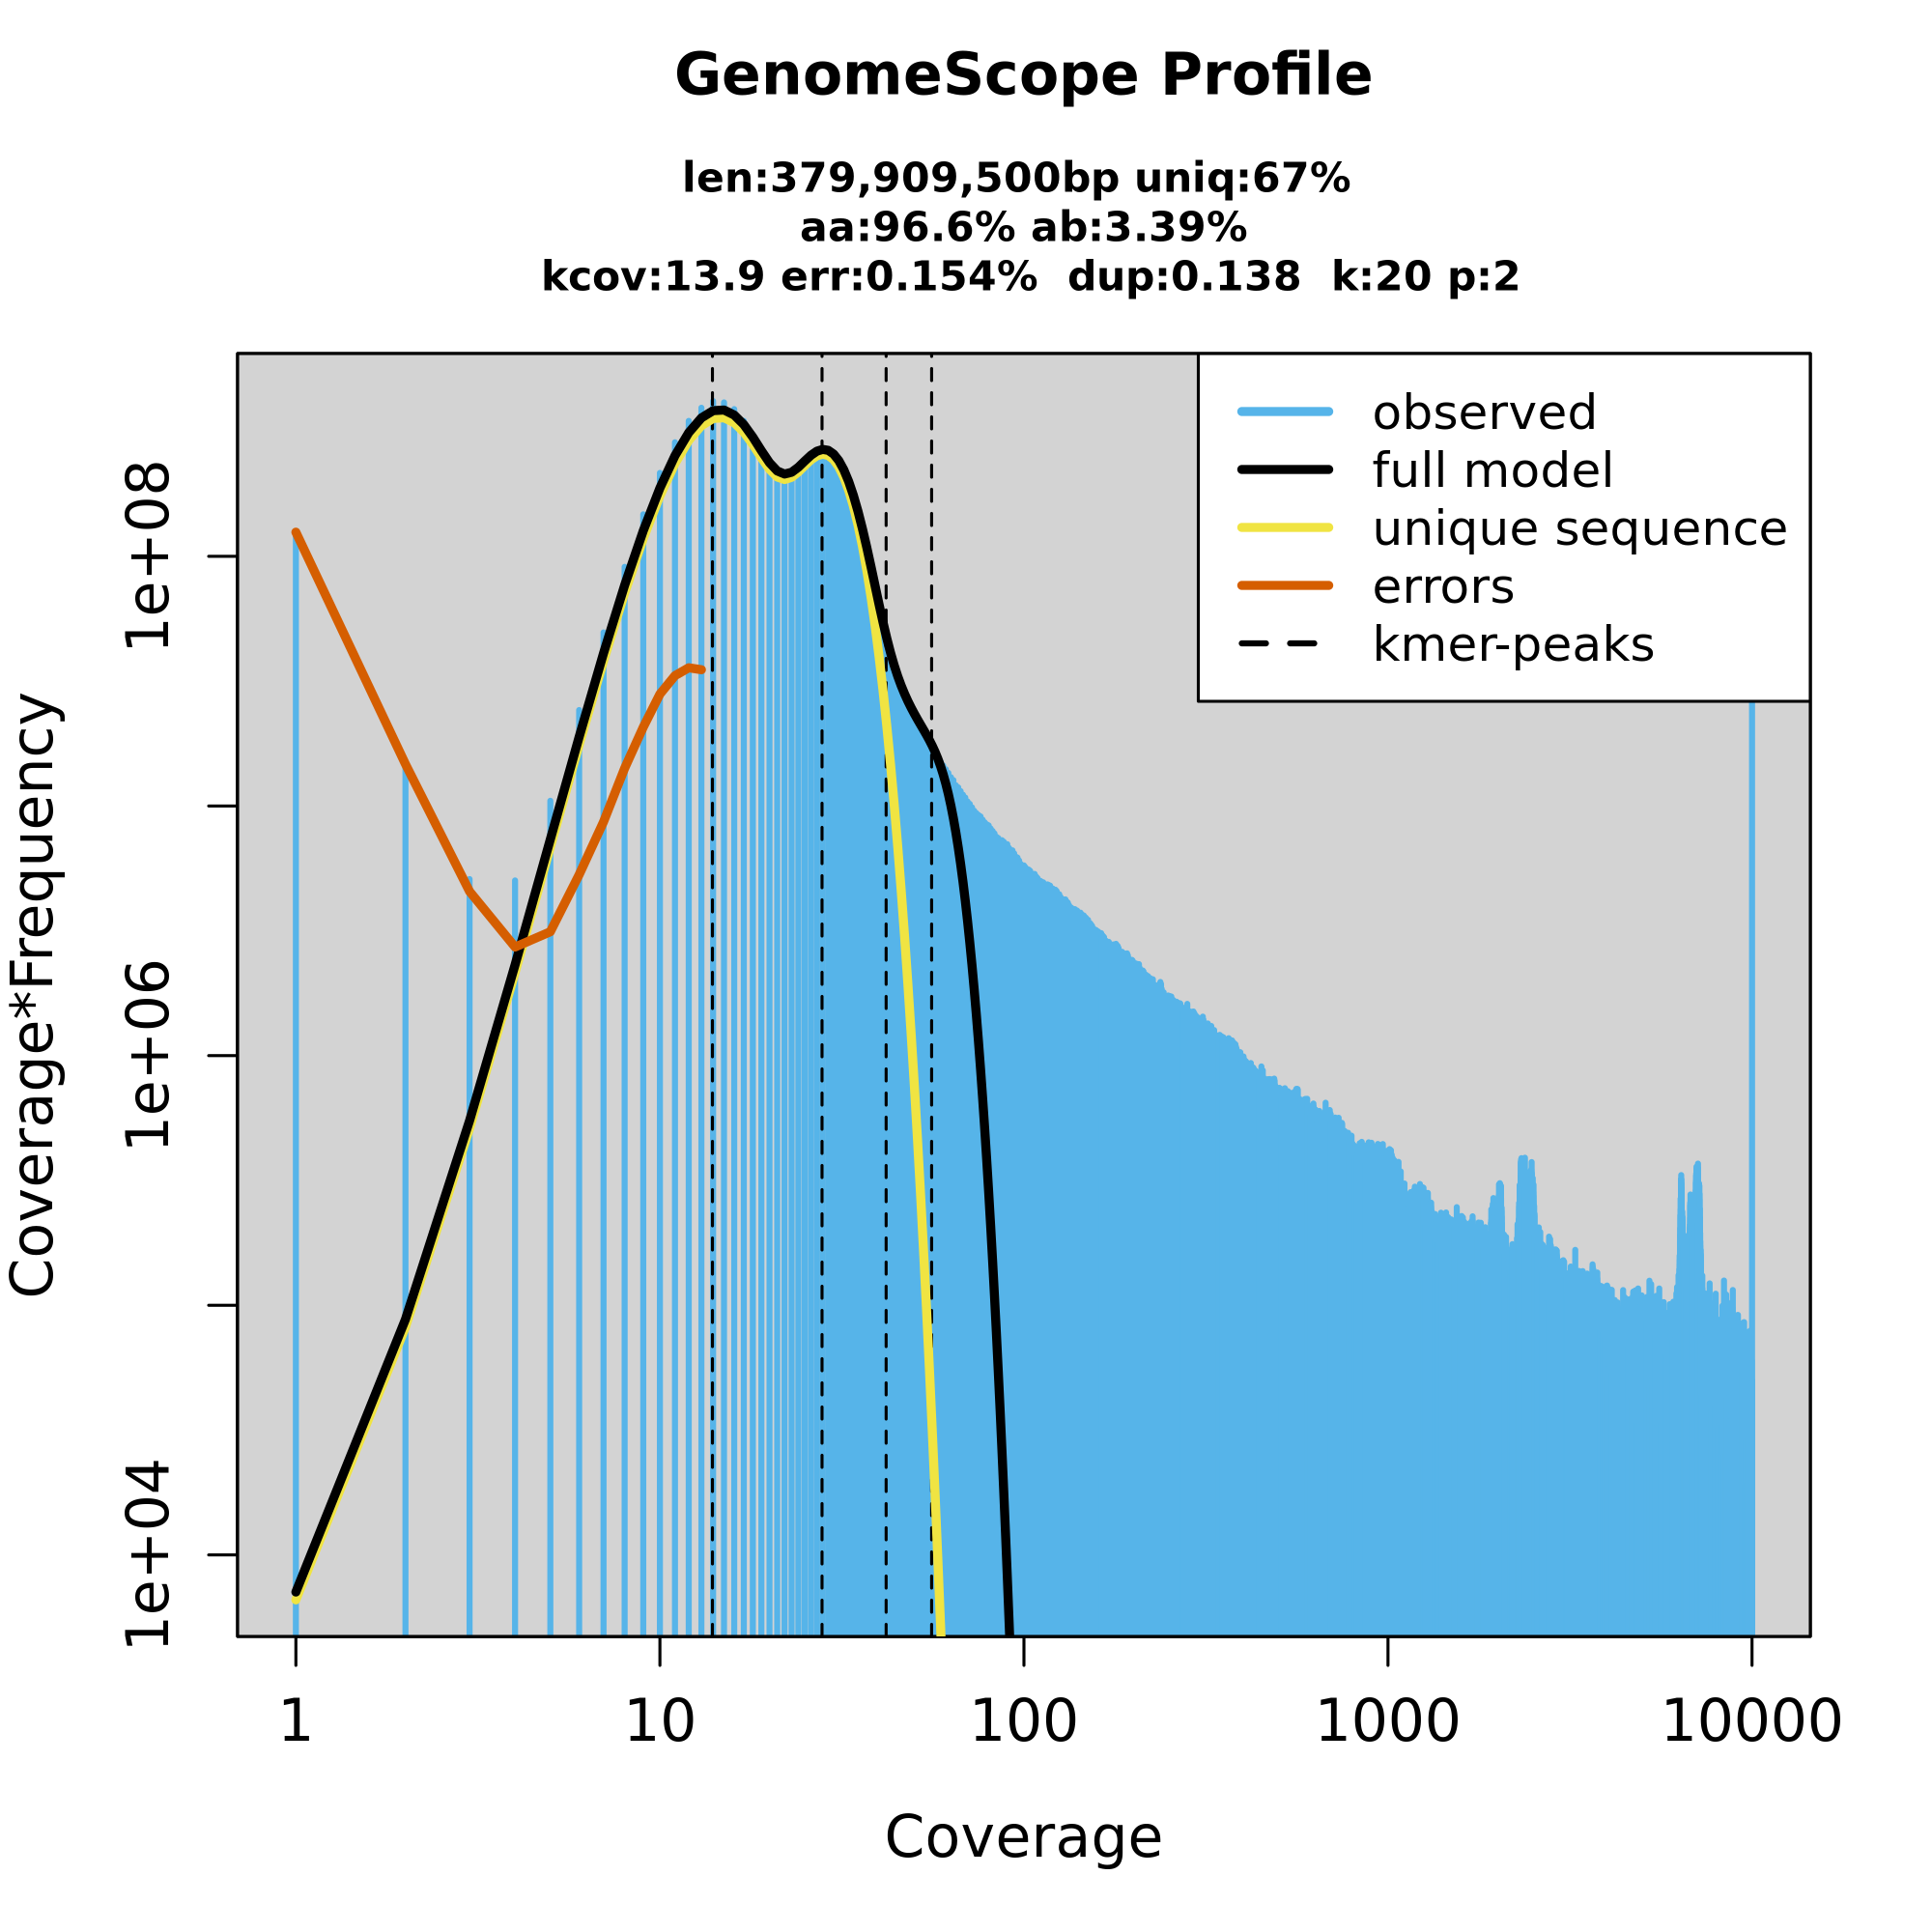 GenomeScope Profile
len:379,909,500bp uniq:67%
aa:96.6% ab:3.39%
kcov:13.9 err:0.154%  dup:0.138  k:20 p:2
observed
full model
unique sequence
errors
kmer-peaks
Coverage*Frequency
1e+08
1e+06
1e+04
1
10
100
1000
10000
Coverage